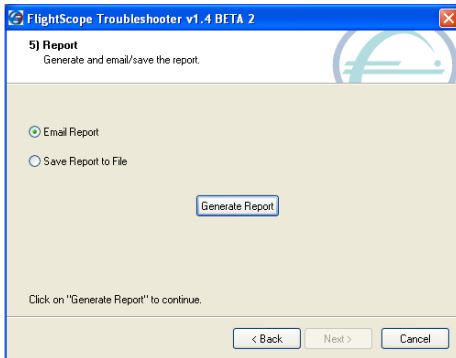 FlightScope Troubleshooter v1.4 BETA 2
5) Report
Generate and email/save the report.
Email Report
Save Report to File
Generate Report
Click on "Generate Report" to continue.
< Back
Next >
Cancel